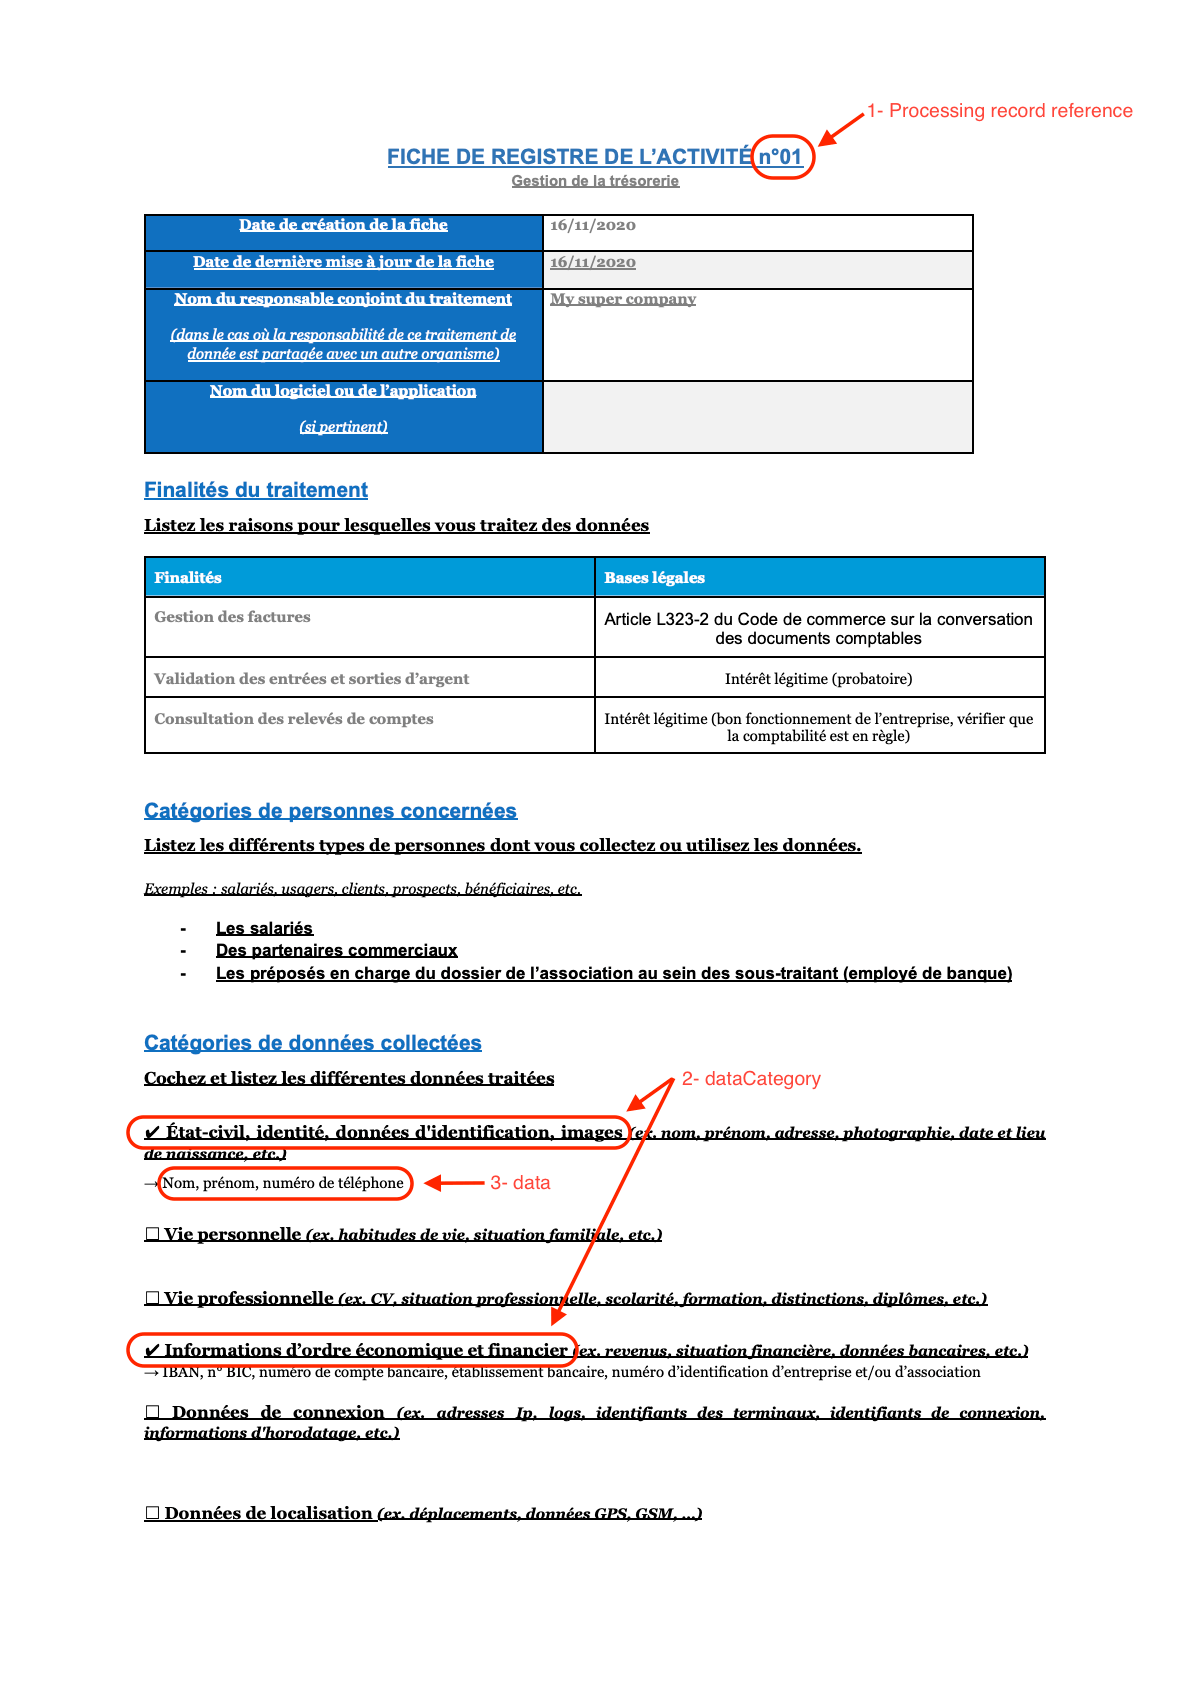 1- Processing record reference
FICHE DE REGISTRE DE L’ACTIVITÉ n°01
Gestion de la trésorerie
Date de création de la fiche
16/11/2020
Date de dernière mise à jour de la fiche
16/11/2020
Nom du responsable conjoint du traitement
My super company
(dans le cas où la responsabilité de ce traitement de
donnée est partagée avec un autre organisme)
Nom du logiciel ou de l’application
(si pertinent)
Finalités du traitement
Listez les raisons pour lesquelles vous traitez des données
Finalités
Bases légales
Gestion des factures
Article L323-2 du Code de commerce sur la conversation
des documents comptables
Validation des entrées et sorties d’argent
Intérêt légitime (probatoire)
Consultation des relevés de comptes
Intérêt légitime (bon fonctionnement de l’entreprise, vérifier que
la comptabilité est en règle)
Catégories de personnes concernées
Listez les différents types de personnes dont vous collectez ou utilisez les données.
Exemples : salariés, usagers, clients, prospects, bénéficiaires, etc.
- Les salariés
- Des partenaires commerciaux
- Les préposés en charge du dossier de l’association au sein des sous-traitant (employé de banque)
Catégories de données collectées
Cochez et listez les différentes données traitées
2- dataCategory
✔ État-civil, identité, données d'identification, images (ex. nom, prénom, adresse, photographie, date et lieu
de naissance, etc.)
→ Nom, prénom, numéro de téléphone
3- data
☐ Vie personnelle (ex. habitudes de vie, situation familiale, etc.)
☐ Vie professionnelle (ex. CV, situation professionnelle, scolarité, formation, distinctions, diplômes, etc.)
✔ Informations d’ordre économique et financier (ex. revenus, situation financière, données bancaires, etc.)
→ IBAN, n° BIC, numéro de compte bancaire, établissement bancaire, numéro d’identification d’entreprise et/ou d’association
☐ Données de connexion (ex. adresses Ip, logs, identifiants des terminaux, identifiants de connexion,
informations d'horodatage, etc.)
☐ Données de localisation (ex. déplacements, données GPS, GSM, ...)